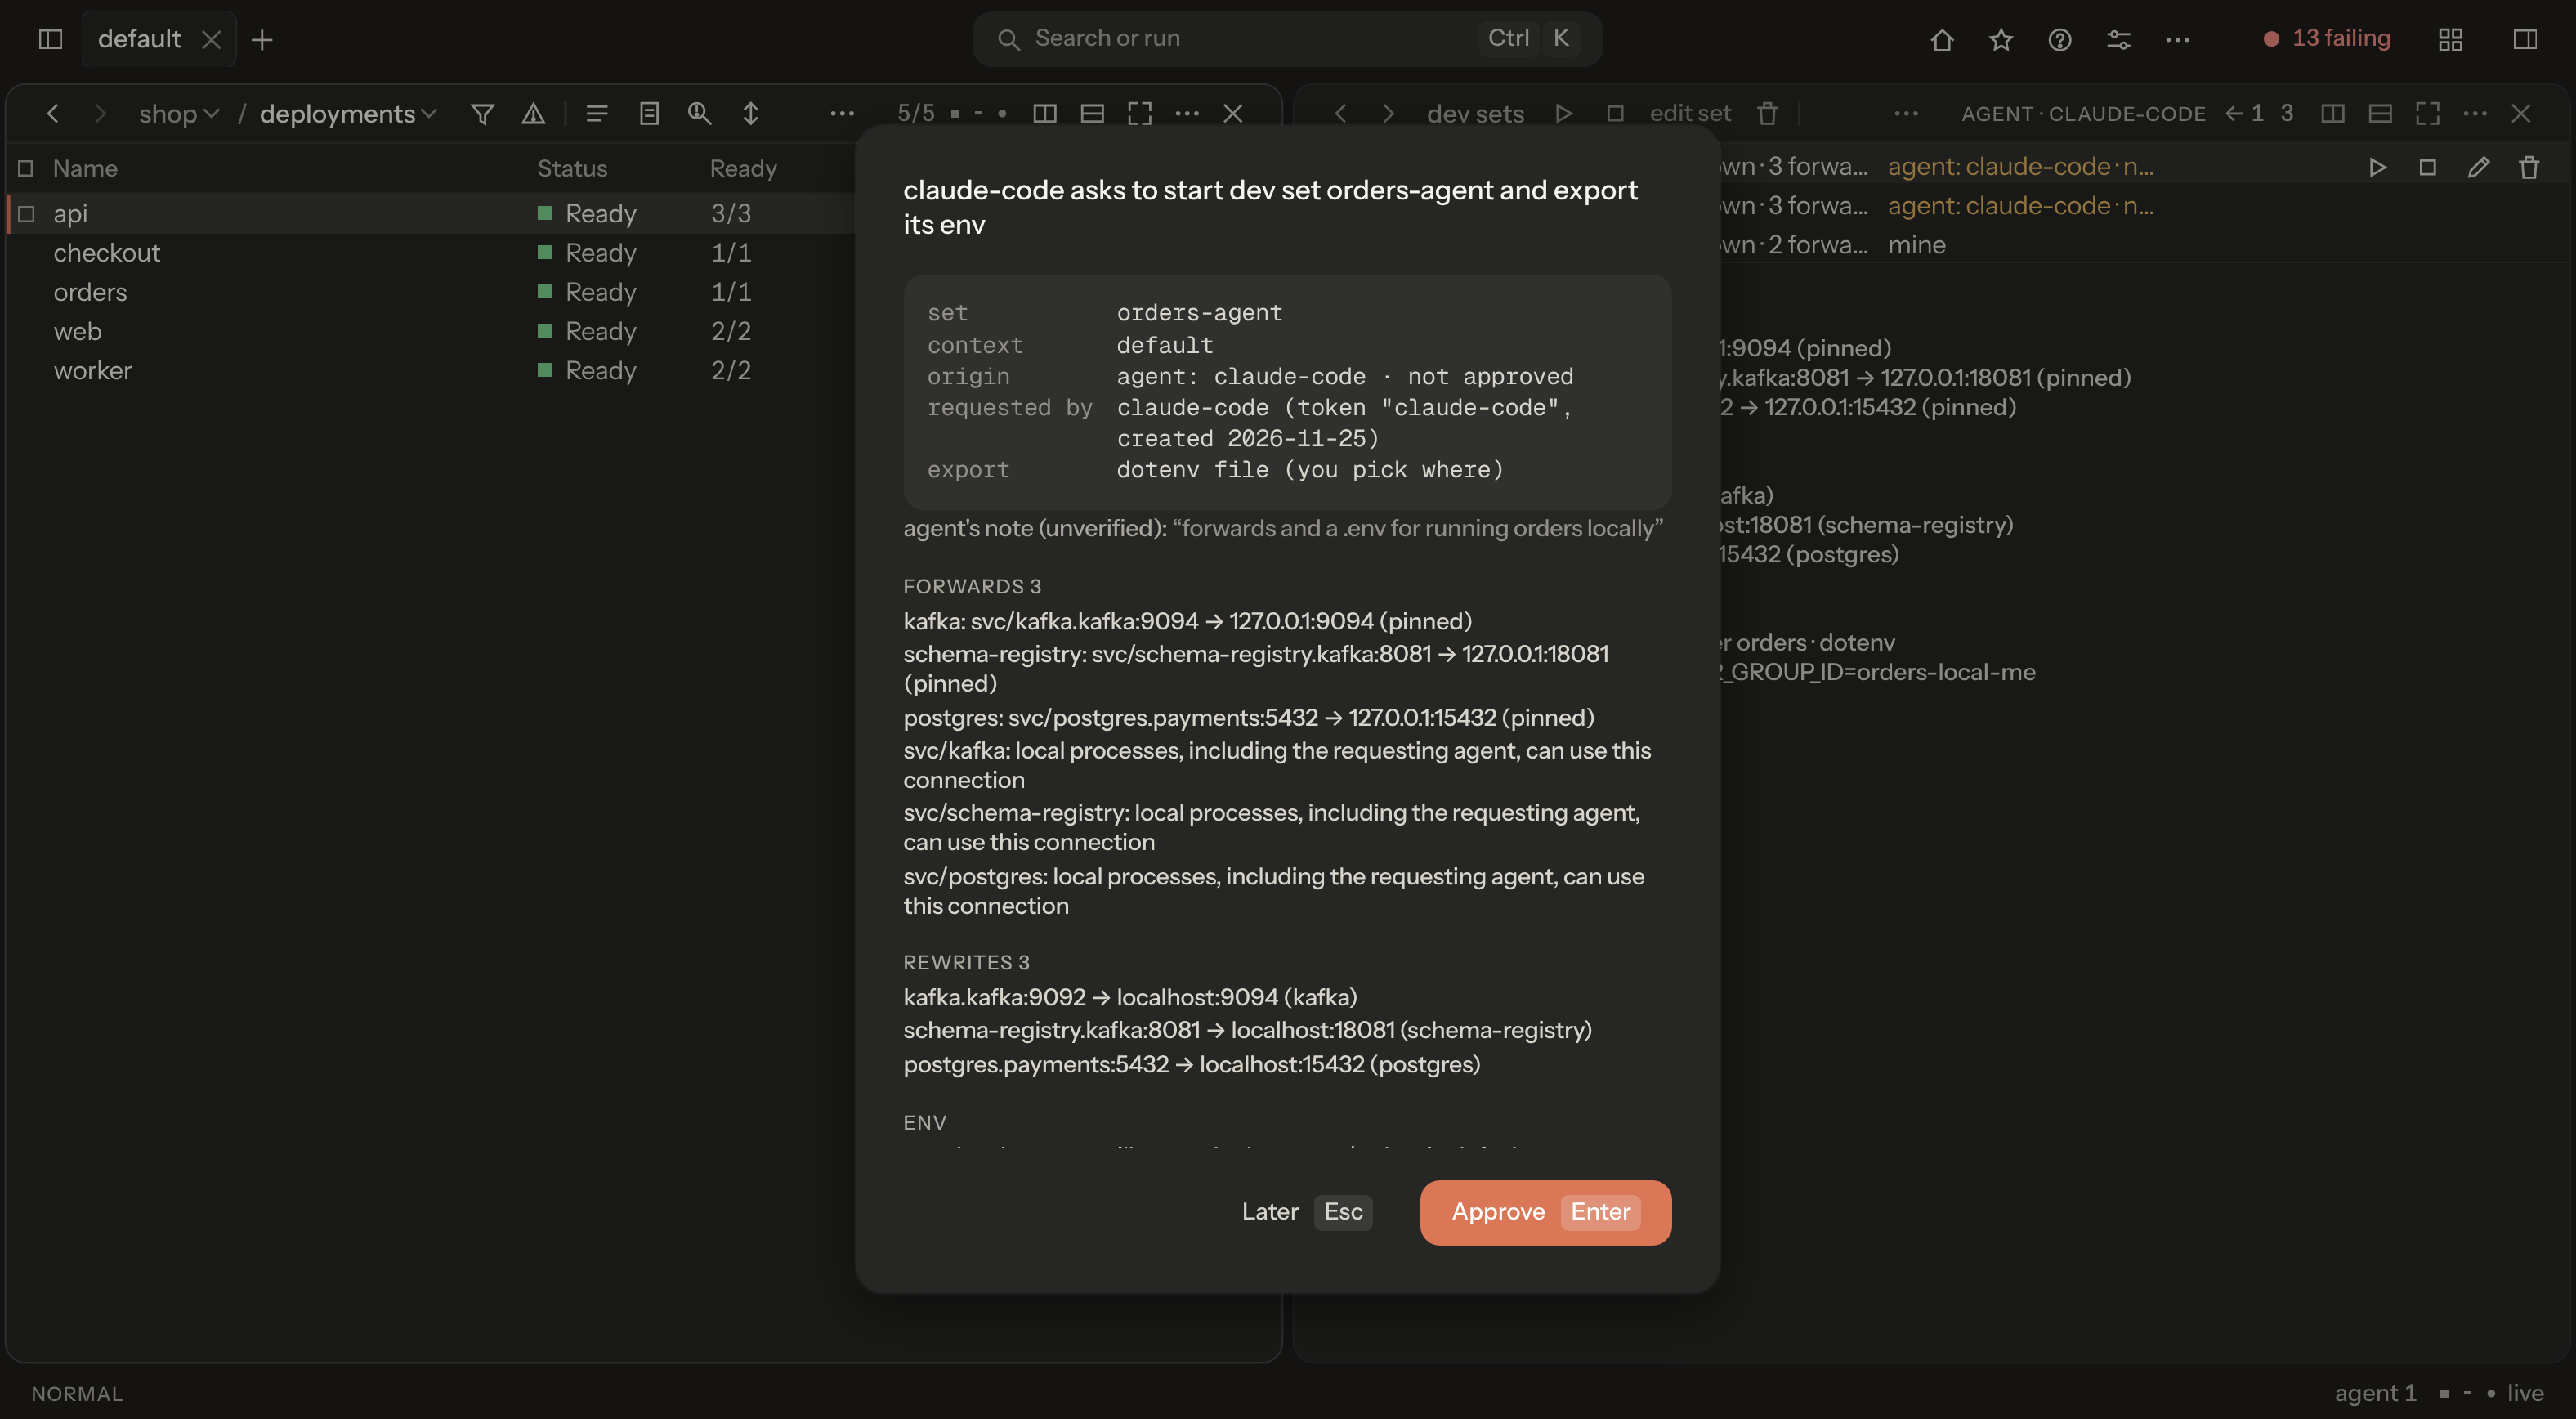 default
Search or run Ctrl K
13 failing
shop / deployments
5/5
dev sets edit set
AGENT · CLAUDE-CODE ← 1 3
Name Status Ready
api Ready 3/3
checkout Ready 1/1
orders Ready 1/1
web Ready 2/2
worker Ready 2/2
claude-code asks to start dev set orders-agent and export
its env
set orders-agent
context default
origin agent: claude-code · not approved
requested by claude-code (token "claude-code",
created 2026-11-25)
export dotenv file (you pick where)
agent's note (unverified): “forwards and a .env for running orders locally”
FORWARDS 3
kafka: svc/kafka.kafka:9094 → 127.0.0.1:9094 (pinned)
schema-registry: svc/schema-registry.kafka:8081 → 127.0.0.1:18081
(pinned)
postgres: svc/postgres.payments:5432 → 127.0.0.1:15432 (pinned)
svc/kafka: local processes, including the requesting agent, can use this
connection
svc/schema-registry: local processes, including the requesting agent,
can use this connection
svc/postgres: local processes, including the requesting agent, can use
this connection
REWRITES 3
kafka.kafka:9092 → localhost:9094 (kafka)
schema-registry.kafka:8081 → localhost:18081 (schema-registry)
postgres.payments:5432 → localhost:15432 (postgres)
ENV
Later Esc Approve Enter
own · 3 forwa... agent: claude-code · n...
own · 3 forwa... agent: claude-code · n...
own · 2 forwa... mine
1:9094 (pinned)
y.kafka:8081 → 127.0.0.1:18081 (pinned)
2 → 127.0.0.1:15432 (pinned)
afka)
ost:18081 (schema-registry)
15432 (postgres)
er orders · dotenv
R_GROUP_ID=orders-local-me
NORMAL
agent 1 live